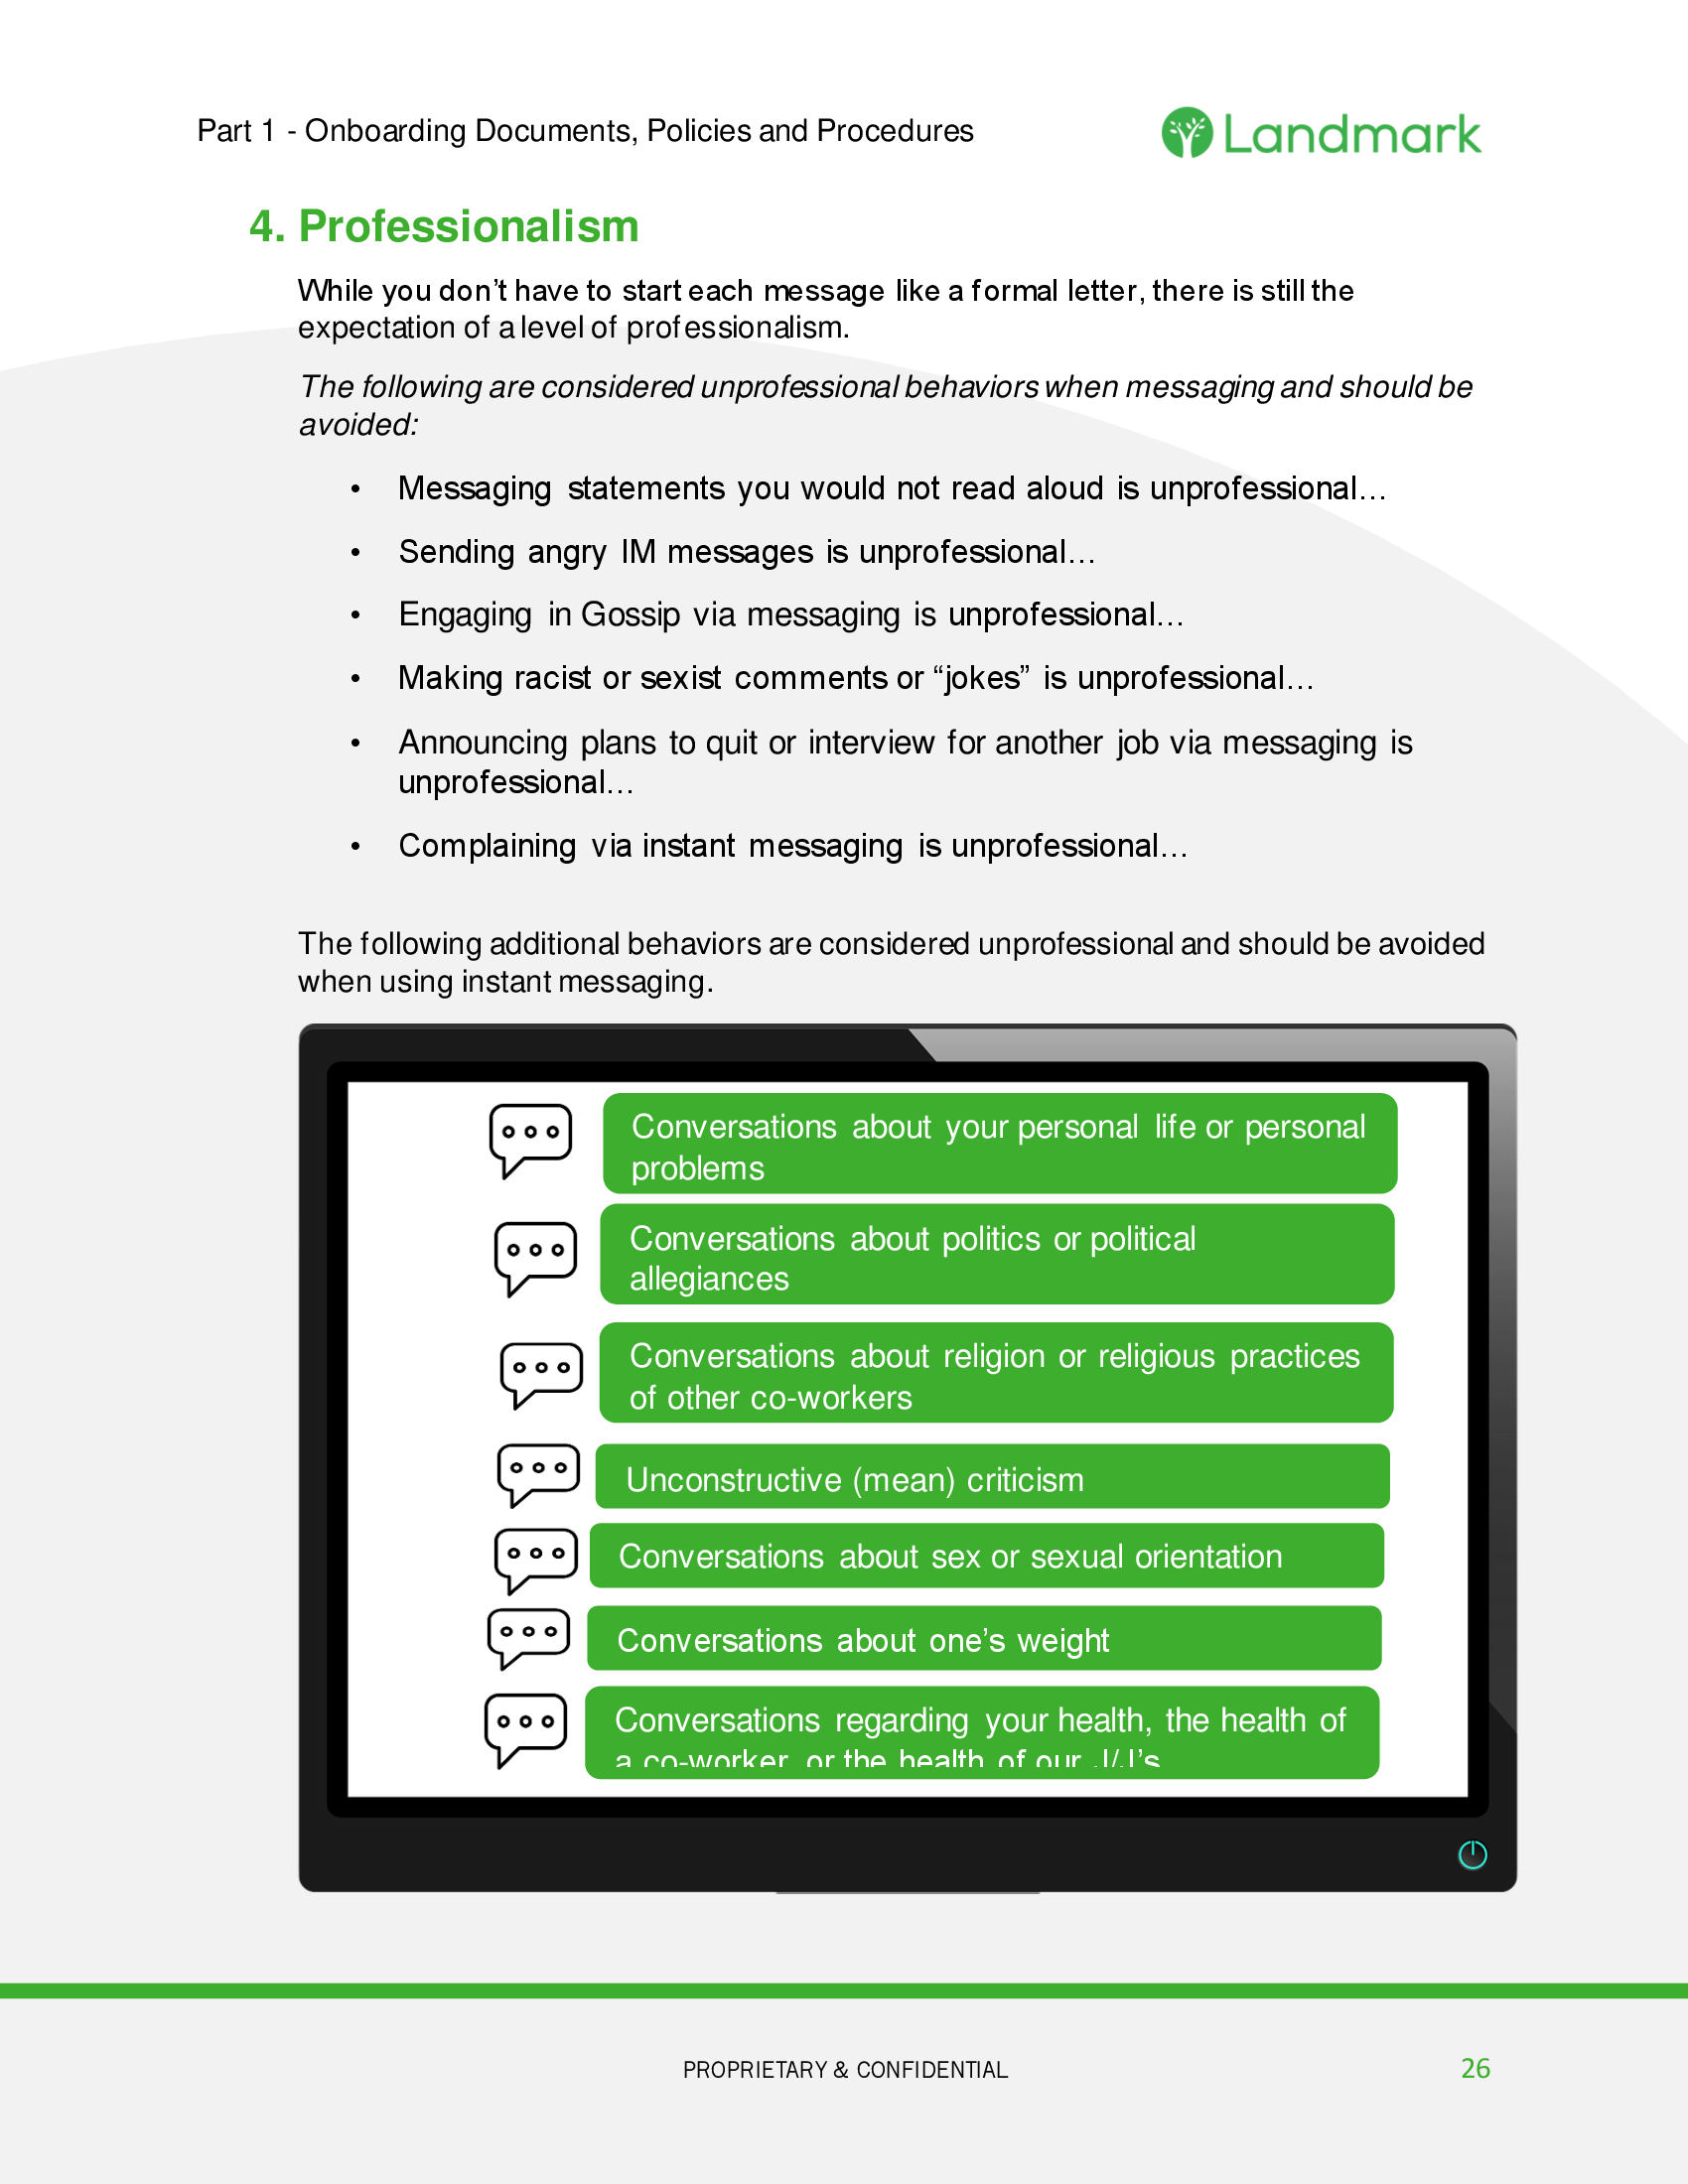 Part 1 - Onboarding Documents, Policies and Procedures
Landmark
4. Professionalism
While you don’t have to start each message like a formal letter, there is still the
expectation of a level of professionalism.
The following are considered unprofessional behaviors when messaging and should be
avoided:
• Messaging statements you would not read aloud is unprofessional…
• Sending angry IM messages is unprofessional…
• Engaging in Gossip via messaging is unprofessional…
• Making racist or sexist comments or “jokes” is unprofessional…
• Announcing plans to quit or interview for another job via messaging is
unprofessional…
• Complaining via instant messaging is unprofessional…
The following additional behaviors are considered unprofessional and should be avoided
when using instant messaging.
Conversations about your personal life or personal
problems
Conversations about politics or political
allegiances
Conversations about religion or religious practices
of other co-workers
Unconstructive (mean) criticism
Conversations about sex or sexual orientation
Conversations about one’s weight
Conversations regarding your health, the health of
a co-worker, or the health of our
PROPRIETARY & CONFIDENTIAL
26